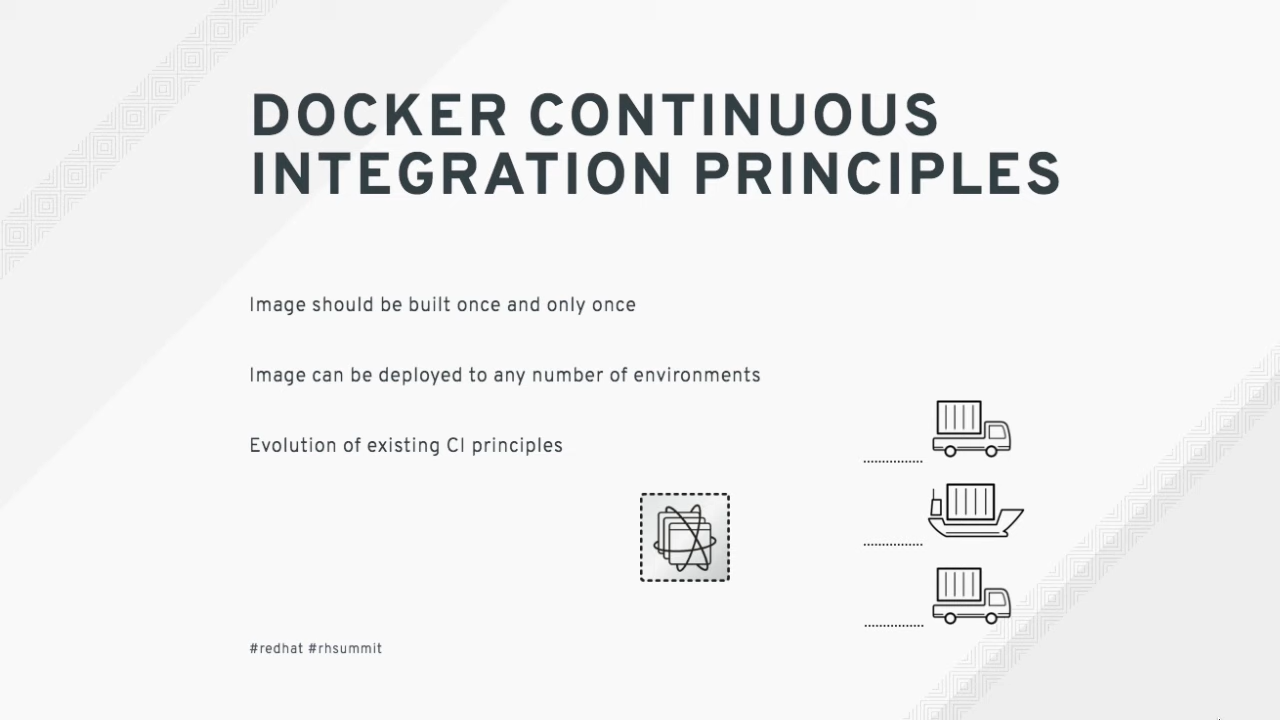 DOCKER CONTINUOUS
INTEGRATION PRINCIPLES
Image should be built once and only once
Image can be deployed to any number of environments
Evolution of existing CI principles
#redhat #rhsummit